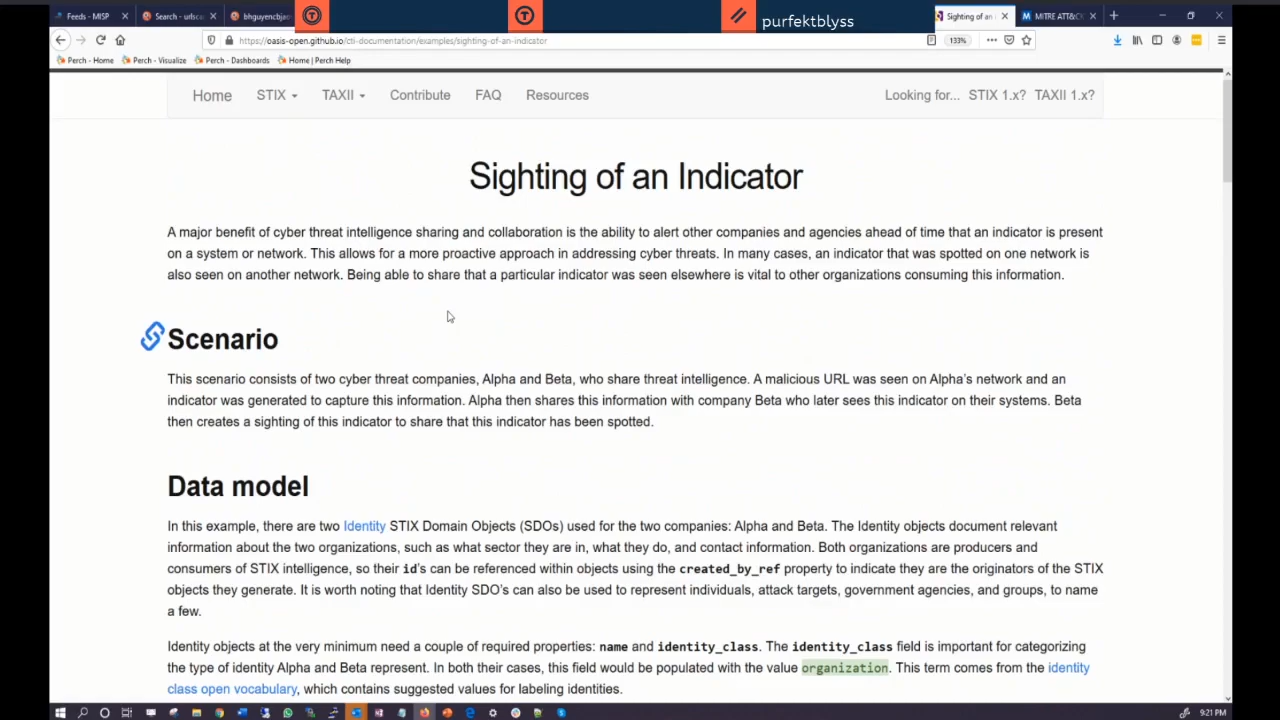 Feeds - MISP
Search - urlsca
bhguyencbjao
purfektblyss
Sighting of an
MITRE ATT&C
https://oasis-open.github.io/cti-documentation/examples/sighting-of-an-indicator
133%
Perch - Home
Perch - Visualize
Perch - Dashboards
Home | Perch Help
Home
STIX
TAXII
Contribute
FAQ
Resources
Looking for...
STIX 1.x?
TAXII 1.x?
Sighting of an Indicator
A major benefit of cyber threat intelligence sharing and collaboration is the ability to alert other companies and agencies ahead of time that an indicator is present
on a system or network. This allows for a more proactive approach in addressing cyber threats. In many cases, an indicator that was spotted on one network is
also seen on another network. Being able to share that a particular indicator was seen elsewhere is vital to other organizations consuming this information.
Scenario
This scenario consists of two cyber threat companies, Alpha and Beta, who share threat intelligence. A malicious URL was seen on Alpha's network and an
indicator was generated to capture this information. Alpha then shares this information with company Beta who later sees this indicator on their systems. Beta
then creates a sighting of this indicator to share that this indicator has been spotted.
Data model
In this example, there are two Identity STIX Domain Objects (SDOs) used for the two companies: Alpha and Beta. The Identity objects document relevant
information about the two organizations, such as what sector they are in, what they do, and contact information. Both organizations are producers and
consumers of STIX intelligence, so their id's can be referenced within objects using the created_by_ref property to indicate they are the originators of the STIX
objects they generate. It is worth noting that Identity SDO's can also be used to represent individuals, attack targets, government agencies, and groups, to name
a few.
Identity objects at the very minimum need a couple of required properties: name and identity_class. The identity_class field is important for categorizing
the type of identity Alpha and Beta represent. In both their cases, this field would be populated with the value organization. This term comes from the identity
class open vocabulary, which contains suggested values for labeling identities.
9:21 PM